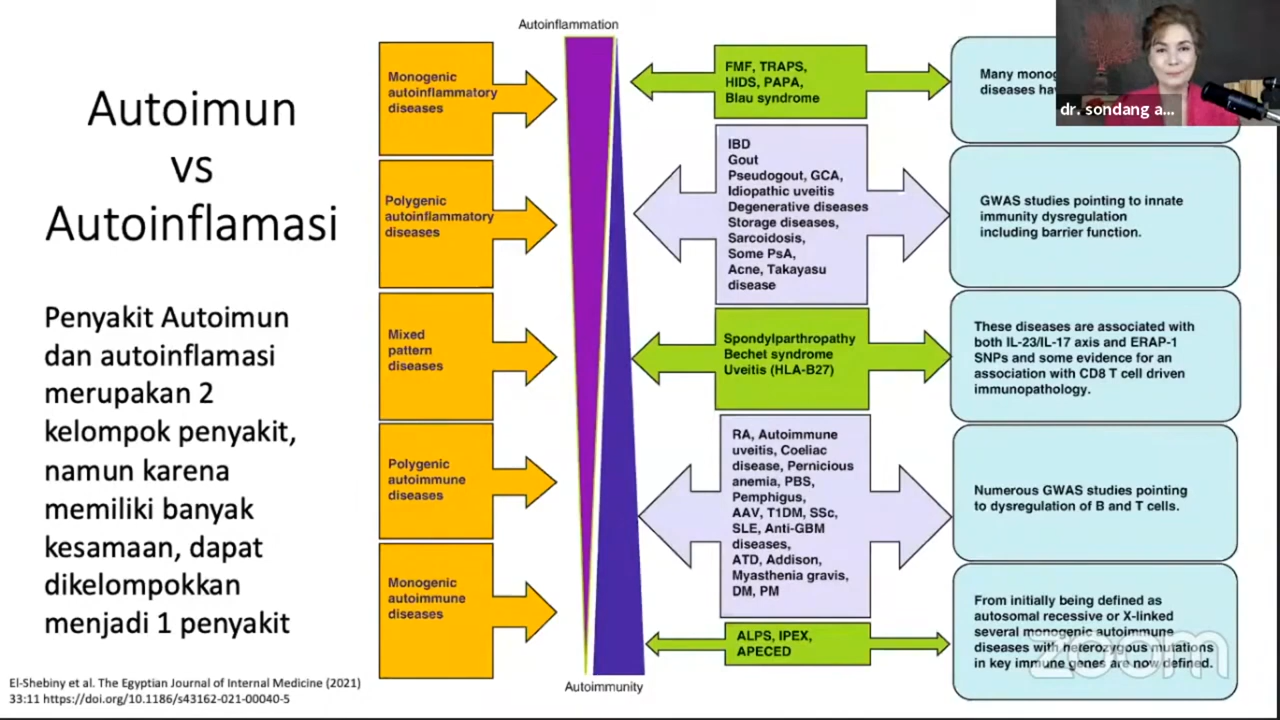 Autoimun
vs
Autoinflamasi
Penyakit Autoimun
dan autoinflamasi
merupakan 2
kelompok penyakit,
namun karena
memiliki banyak
kesamaan, dapat
dikelompokkan
menjadi 1 penyakit
El-Shebiny et al. The Egyptian Journal of Internal Medicine (2021)
33:11 https://doi.org/10.1186/s43162-021-00040-5
Autoinflammation
Monogenic
autoinflammatory
diseases
FMF, TRAPS,
HIDS, PAPA,
Blau syndrome
Many
diseases
Polygenic
autoinflammatory
diseases
IBD
Gout
Pseudogout, GCA,
Idiopathic uveitis
Degenerative diseases
Storage diseases,
Sarcoidosis,
Some PsA,
Acne, Takayasu
disease
GWAS studies pointing to innate
immunity dysregulation
including barrier function.
Mixed
pattern
diseases
Spondylparthropathy
Bechet syndrome
Uveitis (HLA-B27)
These diseases are associated with
both IL-23/IL-17 axis and ERAP-1
SNPs and some evidence for an
association with CD8 T cell driven
immunopathology.
Polygenic
autoimmune
diseases
RA, Autoimmune
uveitis, Coeliac
disease, Pernicious
anemia, PBS,
Pemphigus,
AAV, T1DM, SSc,
SLE, Anti-GBM
diseases,
ATD, Addison,
Myasthenia gravis,
DM, PM
Numerous GWAS studies pointing
to dysregulation of B and T cells.
Monogenic
autoimmune
diseases
ALPS, IPEX,
APECED
From initially being defined as
autosomal recessive or X-linked
several monogenic autoimmune
diseases with heterozygous mutations
in key immune genes are now defined.
Autoimmunity
dr. sondang a...
zoom